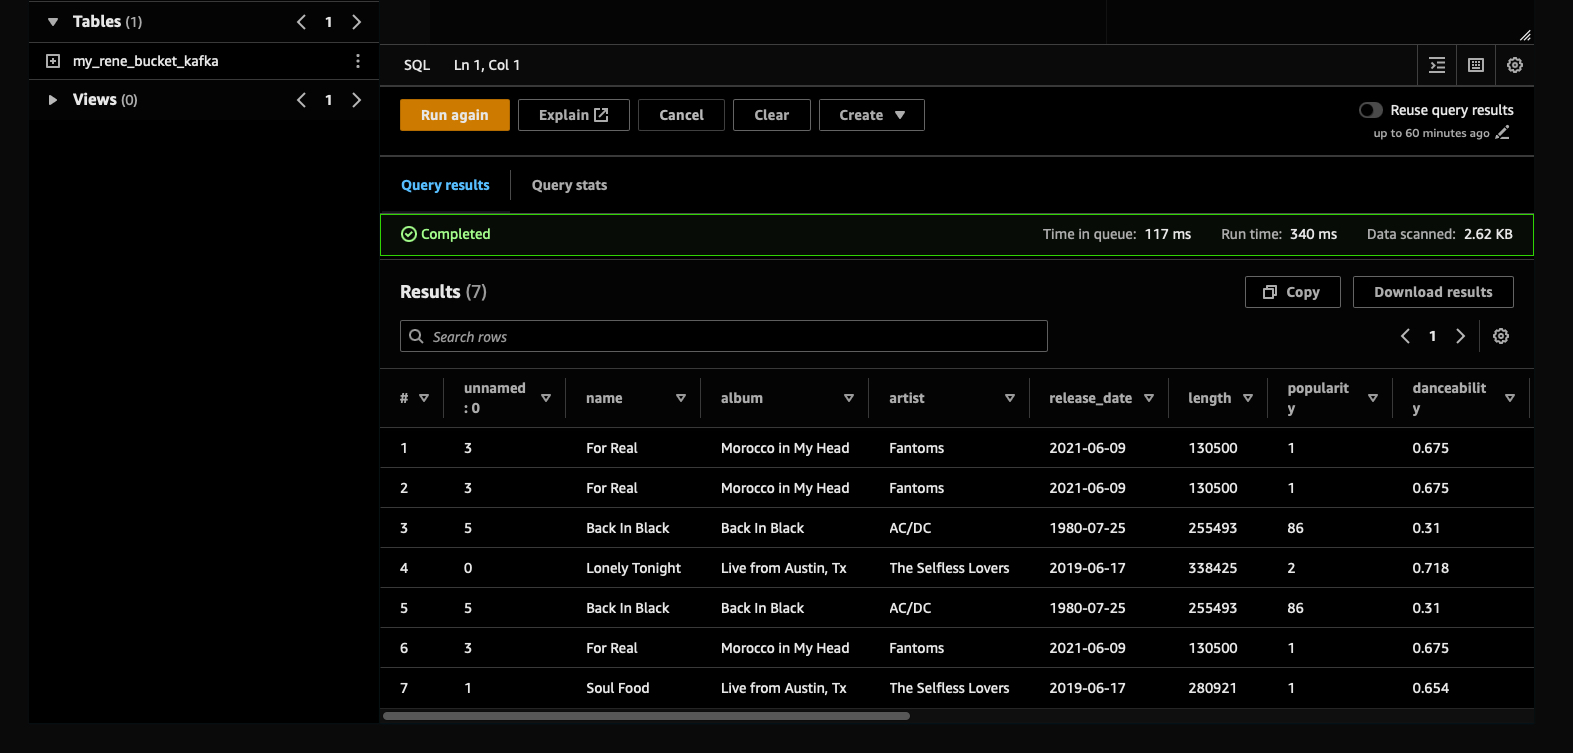 Tables (1) 1
my_rene_bucket_kafka
Views (0) 1
SQL Ln 1, Col 1
Run again Explain Cancel Clear Create
Reuse query results
up to 60 minutes ago
Query results Query stats
Completed Time in queue: 117 ms Run time: 340 ms Data scanned: 2.62 KB
Results (7) Copy Download results
Search rows 1
# unnamed: 0 name album artist release_date length popularity danceability
1 3 For Real Morocco in My Head Fantoms 2021-06-09 130500 1 0.675
2 3 For Real Morocco in My Head Fantoms 2021-06-09 130500 1 0.675
3 5 Back In Black Back In Black AC/DC 1980-07-25 255493 86 0.31
4 0 Lonely Tonight Live from Austin, Tx The Selfless Lovers 2019-06-17 338425 2 0.718
5 5 Back In Black Back In Black AC/DC 1980-07-25 255493 86 0.31
6 3 For Real Morocco in My Head Fantoms 2021-06-09 130500 1 0.675
7 1 Soul Food Live from Austin, Tx The Selfless Lovers 2019-06-17 280921 1 0.654